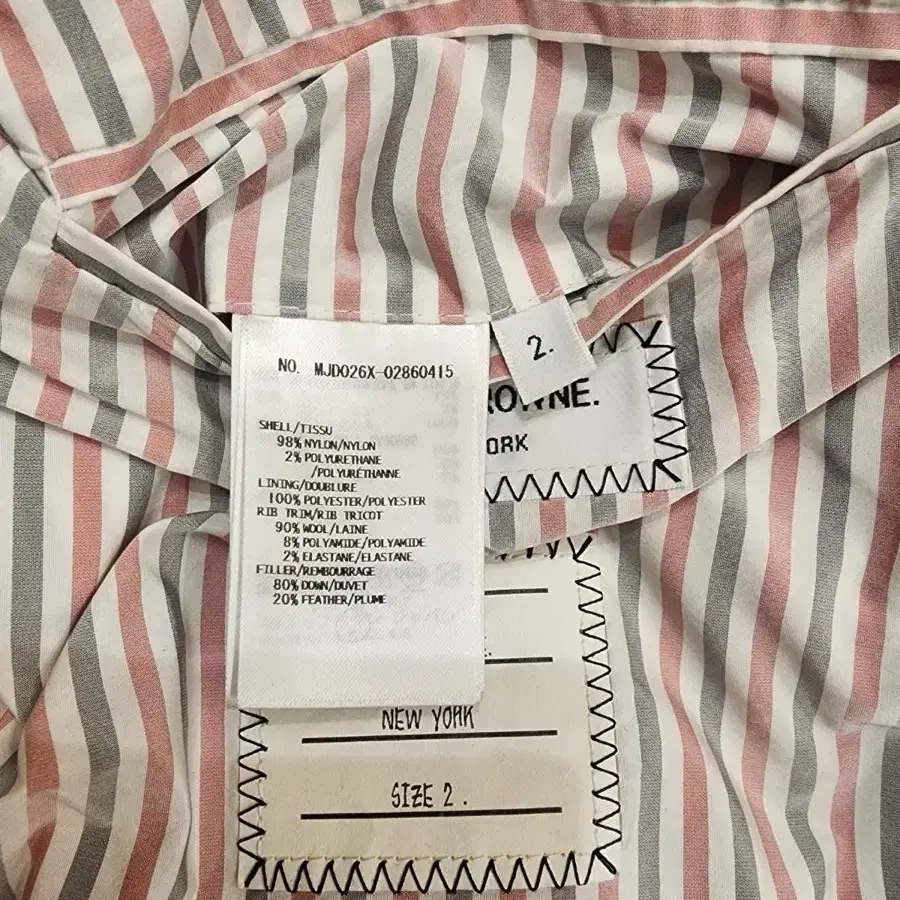 NO. MJDO26X-02860415
SHELL/TISSU
98% NYLON/NYLON
2% POLYURETHANE
/POLYURÉTHANNE
LINING/DOUBLURE
100% POLYESTER/POLYESTER
RIB TRIM/RIB TRICOT
90% WOOL/LAINE
8% POLYAMIDE/POLYAMIDE
2% ELASTANE/ELASTANE
FILLER/REMBOURRAGE
80% DOWN/DUVET
20% FEATHER/PLUME
2.
OWNE.
ORK
NEW YORK
SIZE 2 .